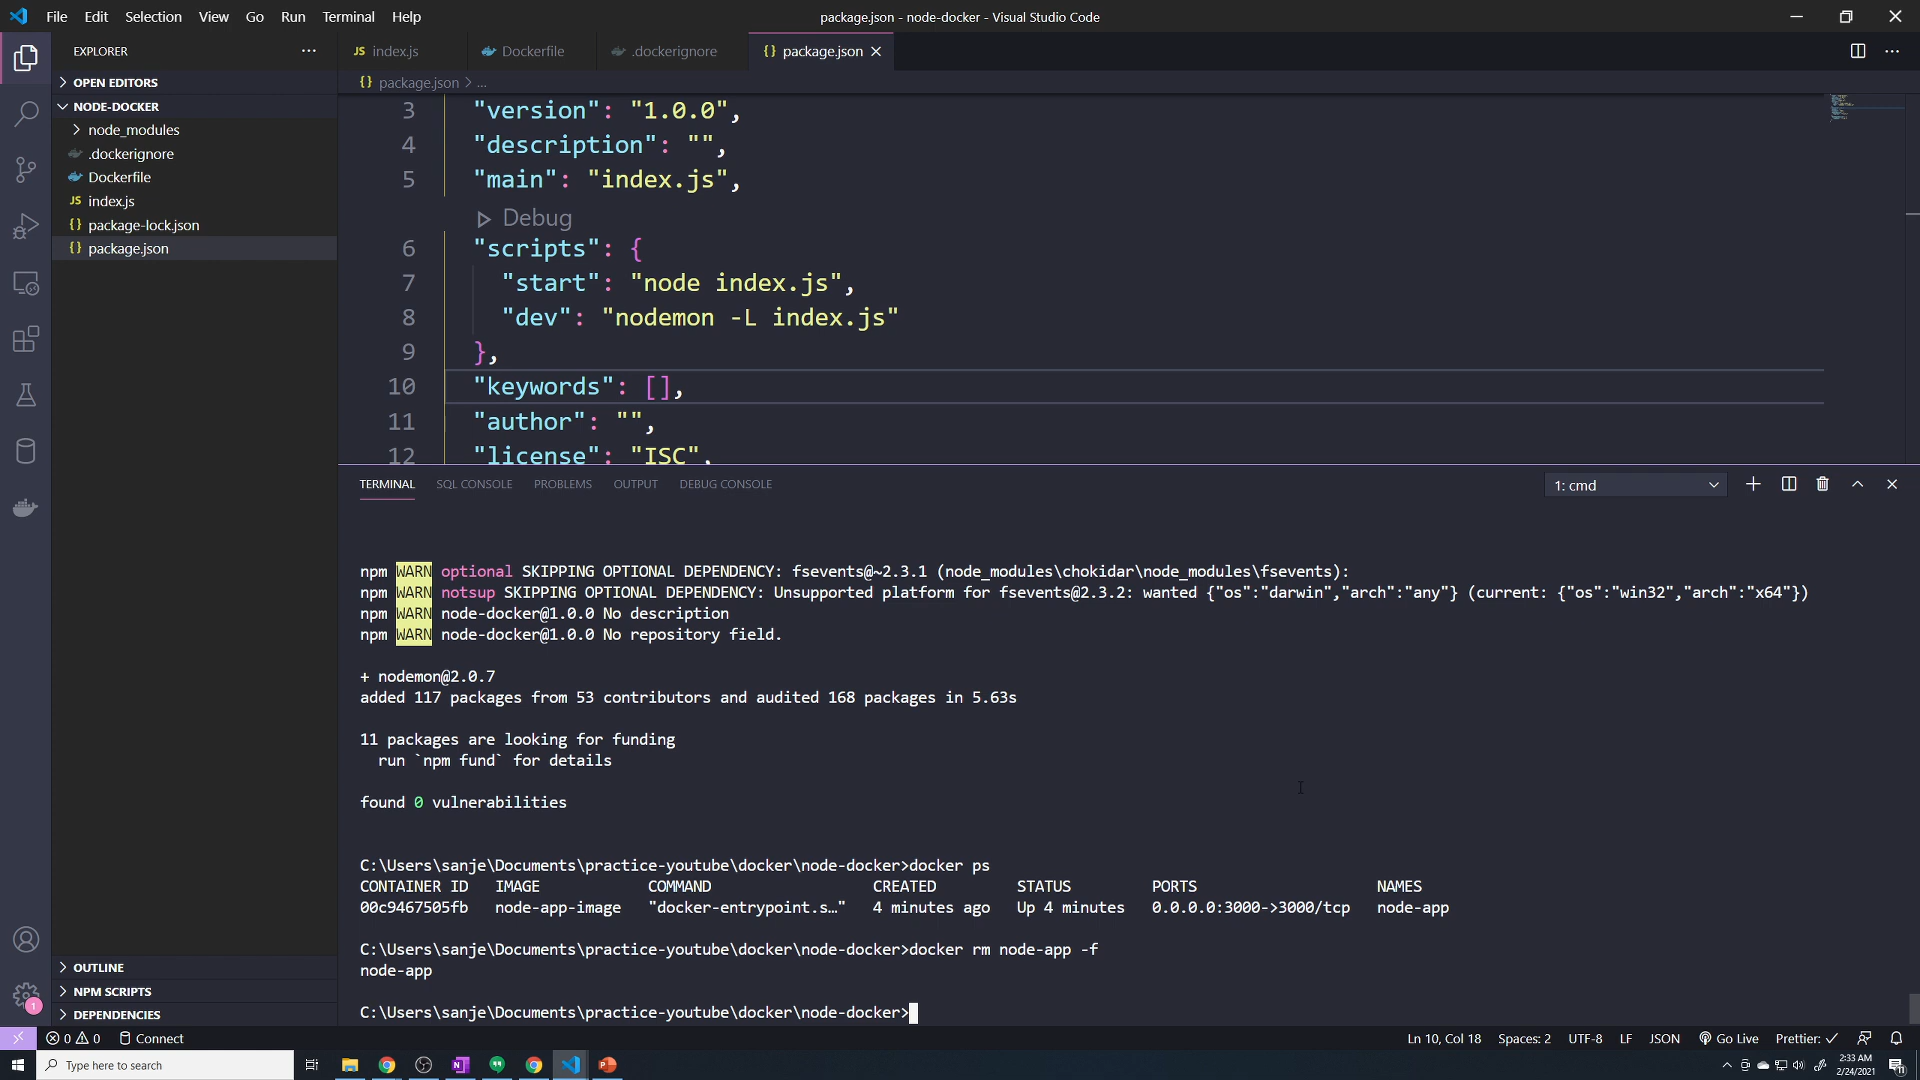 File Edit Selection View Go Run Terminal Help
package.json - node-docker - Visual Studio Code
EXPLORER
OPEN EDITORS
NODE-DOCKER
node_modules
.dockerignore
Dockerfile
JS index.js
{} package-lock.json
{} package.json
OUTLINE
NPM SCRIPTS
DEPENDENCIES
JS index.js
Dockerfile
.dockerignore
{} package.json
{} package.json > ...
3 "version": "1.0.0",
4 "description": "",
5 "main": "index.js",
Debug
6 "scripts": {
7 "start": "node index.js",
8 "dev": "nodemon -L index.js"
9 },
10 "keywords": [],
11 "author": "",
12 "license": "ISC",
TERMINAL SQL CONSOLE PROBLEMS OUTPUT DEBUG CONSOLE
1: cmd
npm WARN optional SKIPPING OPTIONAL DEPENDENCY: fsevents@~2.3.1 (node_modules\chokidar\node_modules\fsevents):
npm WARN notsup SKIPPING OPTIONAL DEPENDENCY: Unsupported platform for fsevents@2.3.2: wanted {"os":"darwin","arch":"any"} (current: {"os":"win32","arch":"x64"})
npm WARN node-docker@1.0.0 No description
npm WARN node-docker@1.0.0 No repository field.
+ nodemon@2.0.7
added 117 packages from 53 contributors and audited 168 packages in 5.63s
11 packages are looking for funding
run `npm fund` for details
found 0 vulnerabilities
C:\Users\sanje\Documents\practice-youtube\docker\node-docker>docker ps
CONTAINER ID IMAGE COMMAND CREATED STATUS PORTS NAMES
00c9467505fb node-app-image "docker-entrypoint.s…" 4 minutes ago Up 4 minutes 0.0.0.0:3000->3000/tcp node-app
C:\Users\sanje\Documents\practice-youtube\docker\node-docker>docker rm node-app -f
node-app
C:\Users\sanje\Documents\practice-youtube\docker\node-docker>
1
0 0 Connect
Ln 10, Col 18 Spaces: 2 UTF-8 LF JSON Go Live Prettier: ✓
Type here to search
2:33 AM
2/24/2021
11